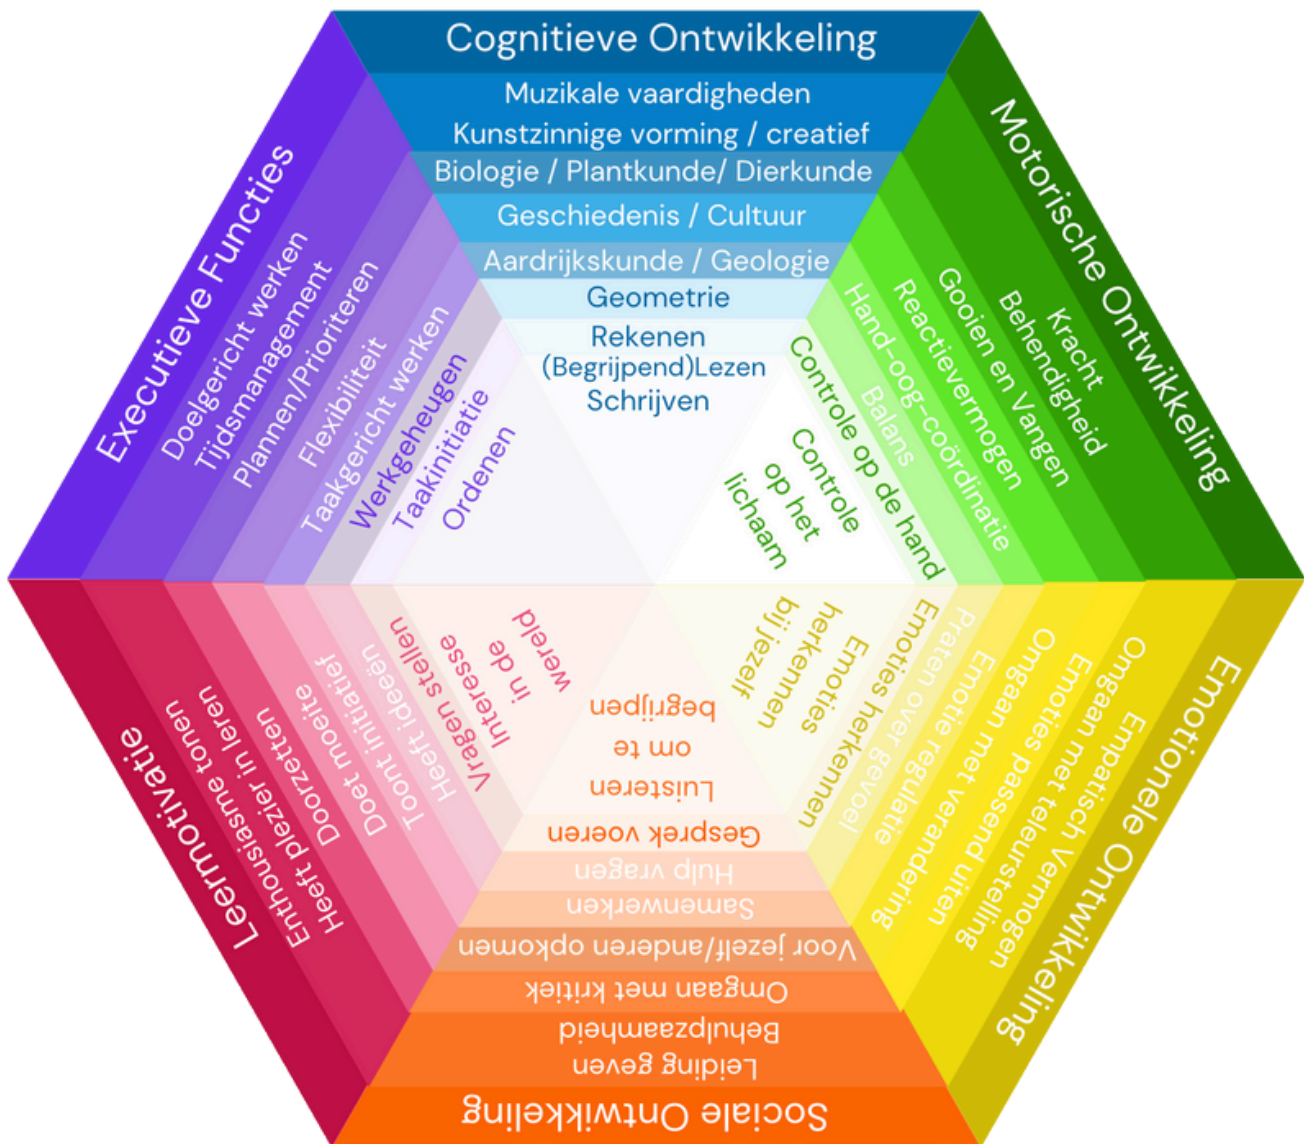 Cognitieve Ontwikkeling
Muzikale vaardigheden
Kunstzinnige vorming / creatief
Biologie / Plantkunde/ Dierkunde
Geschiedenis / Cultuur
Aardrijkskunde / Geologie
Geometrie
Rekenen
(Begrijpend)Lezen
Schrijven
Motorische Ontwikkeling
Kracht
Behendigheid
Gooien en Vangen
Reactievermogen
Hand-oog-coördinatie
Balans
Controle op de hand
Controle
op het
lichaam
Emotionele Ontwikkeling
Empatisch Vermogen
Omgaan met teleurstelling
Emoties passend uiten
Omgaan met verandering
Emotie regulatie
Praten over gevoel
Emoties herkennen
Emoties
herkennen
bij jezelf
Sociale Ontwikkeling
Leiding geven
Behulpzaamheid
Omgaan met kritiek
Voor jezelf/anderen opkomen
Samenwerken
Hulp vragen
Gesprek voeren
Luisteren
om te
begrijpen
Leermotivatie
Enthousiasme tonen
Heeft plezier in leren
Doorzetten
Doet moeite
Toont initiatief
Heeft ideeën
Vragen stellen
Interesse
in de
wereld
Executieve Functies
Doelgericht werken
Tijdsmanagement
Plannen/Prioriteren
Flexibiliteit
Taakgericht werken
Werkgeheugen
Taakinitiatie
Ordenen